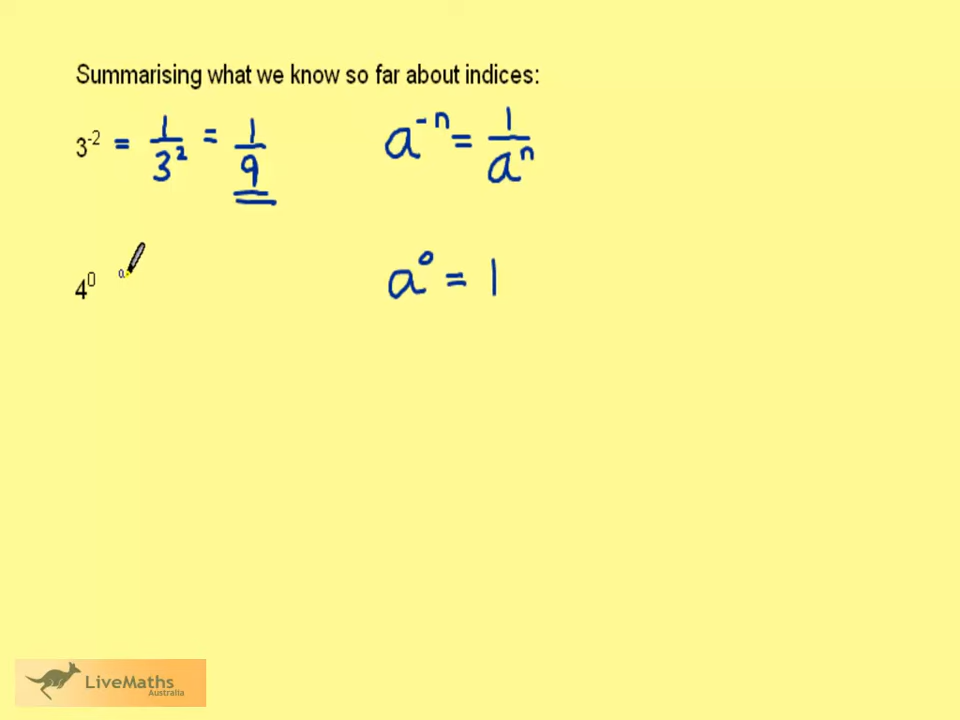 Summarising what we know so far about indices:
3⁻² = 1/3² = 1/9    a⁻ⁿ = 1/aⁿ
4⁰    a⁰ = 1
LiveMaths
Australia